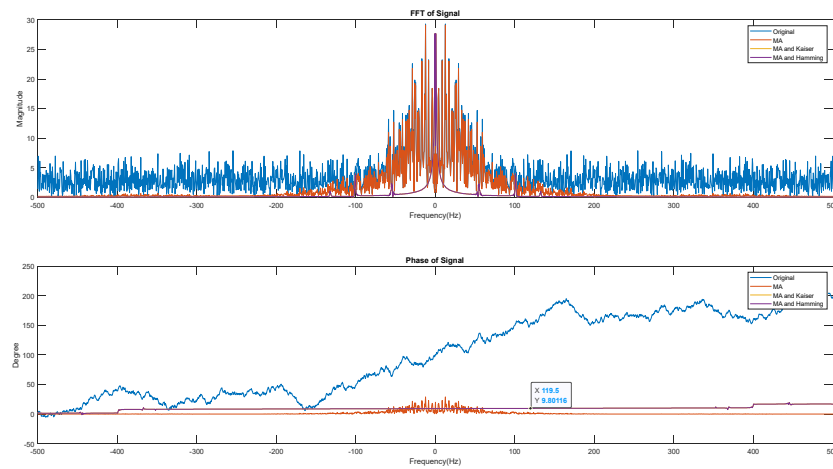 FFT of Signal
30
25
20
15
10
5
0
Magnitude
-500
-400
-300
-200
-100
0
100
200
300
400
500
Frequency(Hz)
Original
MA
MA and Kaiser
MA and Hamming
Phase of Signal
250
200
150
100
50
0
-50
Degree
-500
-400
-300
-200
-100
0
100
200
300
400
500
Frequency(Hz)
Original
MA
MA and Kaiser
MA and Hamming
X 119.5
Y 9.80116